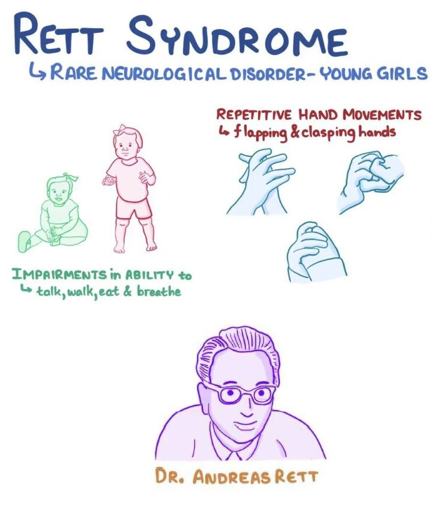 RETT SYNDROME
↳ RARE NEUROLOGICAL DISORDER - YOUNG GIRLS
REPETITIVE HAND MOVEMENTS
↳ flapping & clasping hands
IMPAIRMENTS in ABILITY to
↳ talk, walk, eat & breathe
DR. ANDREAS RETT